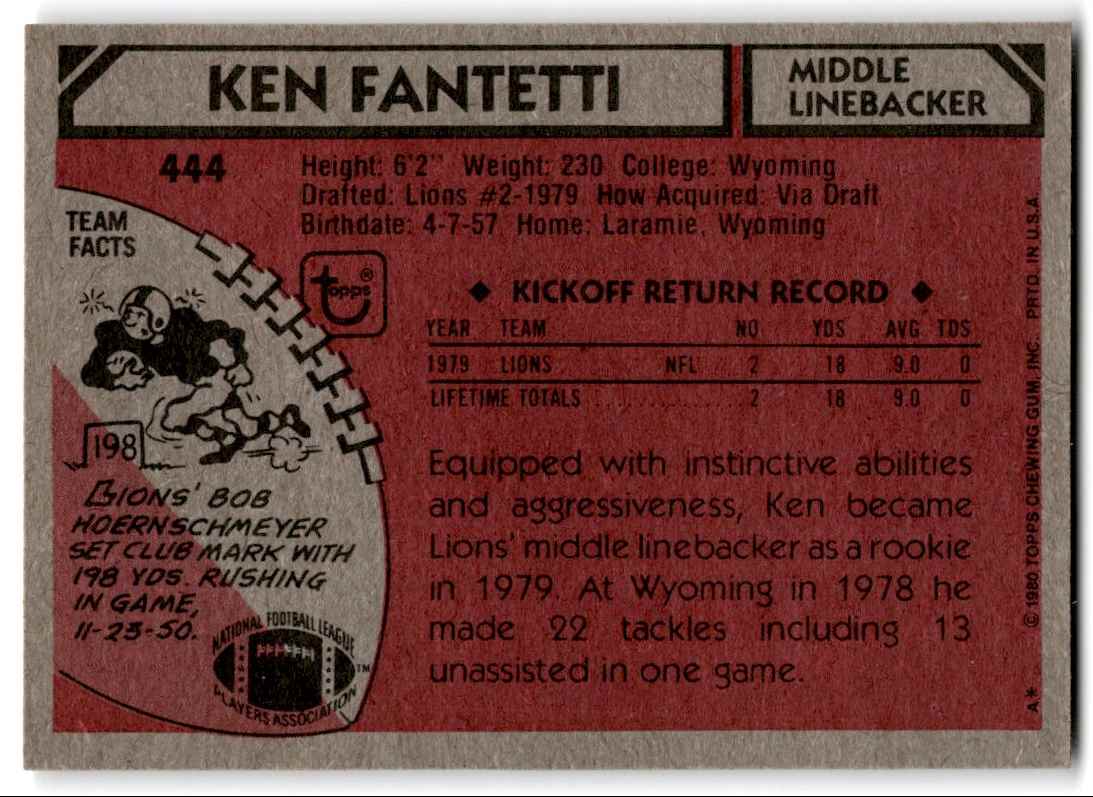 KEN FANTETTI
MIDDLE
LINEBACKER
444
Height: 6'2" Weight: 230 College: Wyoming
Drafted: Lions #2-1979 How Acquired: Via Draft
Birthdate: 4-7-57 Home: Laramie, Wyoming
TEAM
FACTS
topps®
◆ KICKOFF RETURN RECORD ◆
YEAR TEAM NO YDS AVG TDS
1979 LIONS NFL 2 18 9.0 0
LIFETIME TOTALS 2 18 9.0 0
Equipped with instinctive abilities
and aggressiveness, Ken became
Lions' middle linebacker as a rookie
in 1979. At Wyoming in 1978 he
made 22 tackles including 13
unassisted in one game.
198
LIONS' BOB
HOERNSCHMEYER
SET CLUB MARK WITH
198 YDS. RUSHING
IN GAME,
11-23-50.
NATIONAL FOOTBALL LEAGUE
PLAYERS ASSOCIATION
TM
A* © 1980 TOPPS CHEWING GUM, INC. PRTD. IN U.S.A.